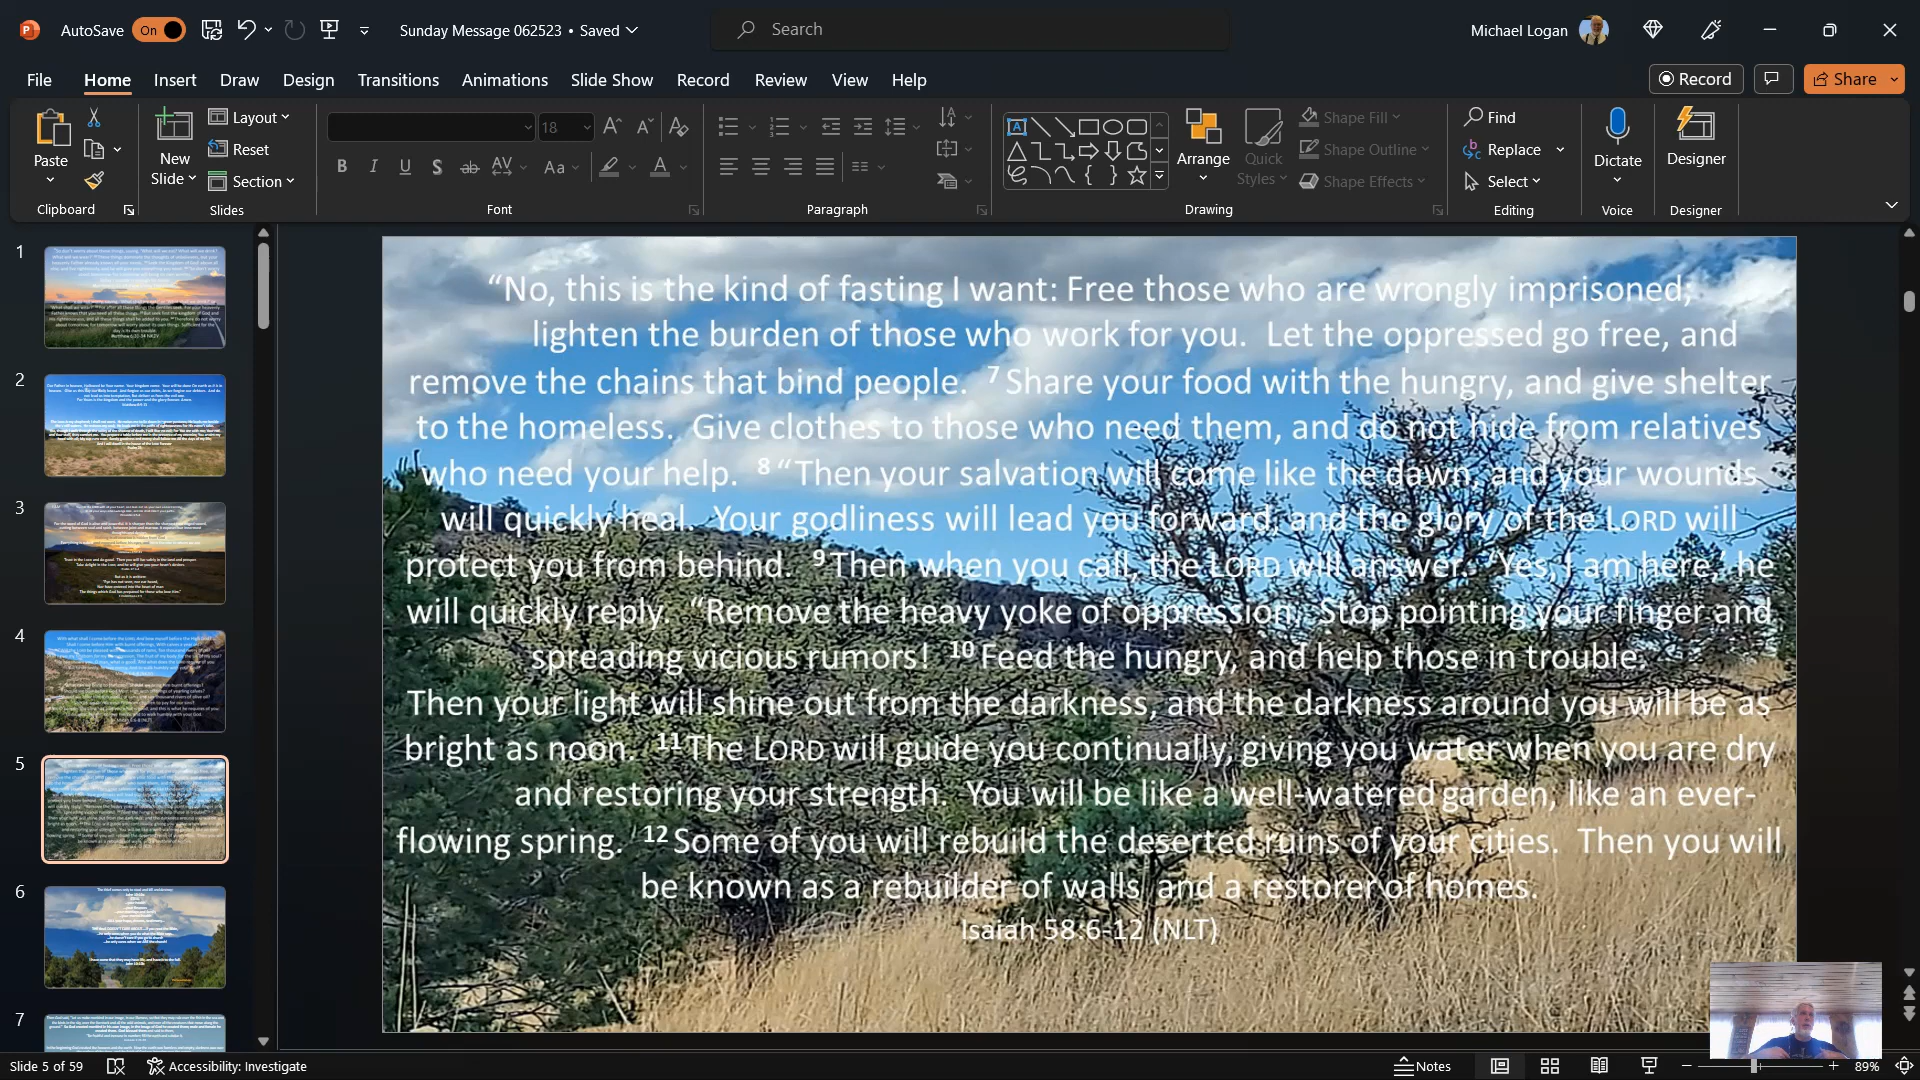 AutoSave On Sunday Message 062523 • Saved Search Michael Logan
File Home Insert Draw Design Transitions Animations Slide Show Record Review View Help Record Share
Paste
Clipboard
New
Slide
Layout
Reset
Section
Slides
18
B I U S ab AV Aa A
Font
Paragraph
Arrange
Quick
Styles
Shape Fill
Shape Outline
Shape Effects
Drawing
Find
Replace
Select
Editing
Dictate
Voice
Designer
Designer
1
2
3
4
5
6
7
“No, this is the kind of fasting I want: Free those who are wrongly imprisoned;
lighten the burden of those who work for you. Let the oppressed go free, and
remove the chains that bind people. 7 Share your food with the hungry, and give shelter
to the homeless. Give clothes to those who need them, and do not hide from relatives
who need your help. 8 “Then your salvation will come like the dawn, and your wounds
will quickly heal. Your godliness will lead you forward, and the glory of the LORD will
protect you from behind. 9 Then when you call, the LORD will answer. ‘Yes, I am here,’ he
will quickly reply. “Remove the heavy yoke of oppression. Stop pointing your finger and
spreading vicious rumors! 10 Feed the hungry, and help those in trouble.
Then your light will shine out from the darkness, and the darkness around you will be as
bright as noon. 11 The LORD will guide you continually, giving you water when you are dry
and restoring your strength. You will be like a well-watered garden, like an ever-
flowing spring. 12 Some of you will rebuild the deserted ruins of your cities. Then you will
be known as a rebuilder of walls and a restorer of homes.
Isaiah 58:6-12 (NLT)
Slide 5 of 59 Accessibility: Investigate Notes 89%